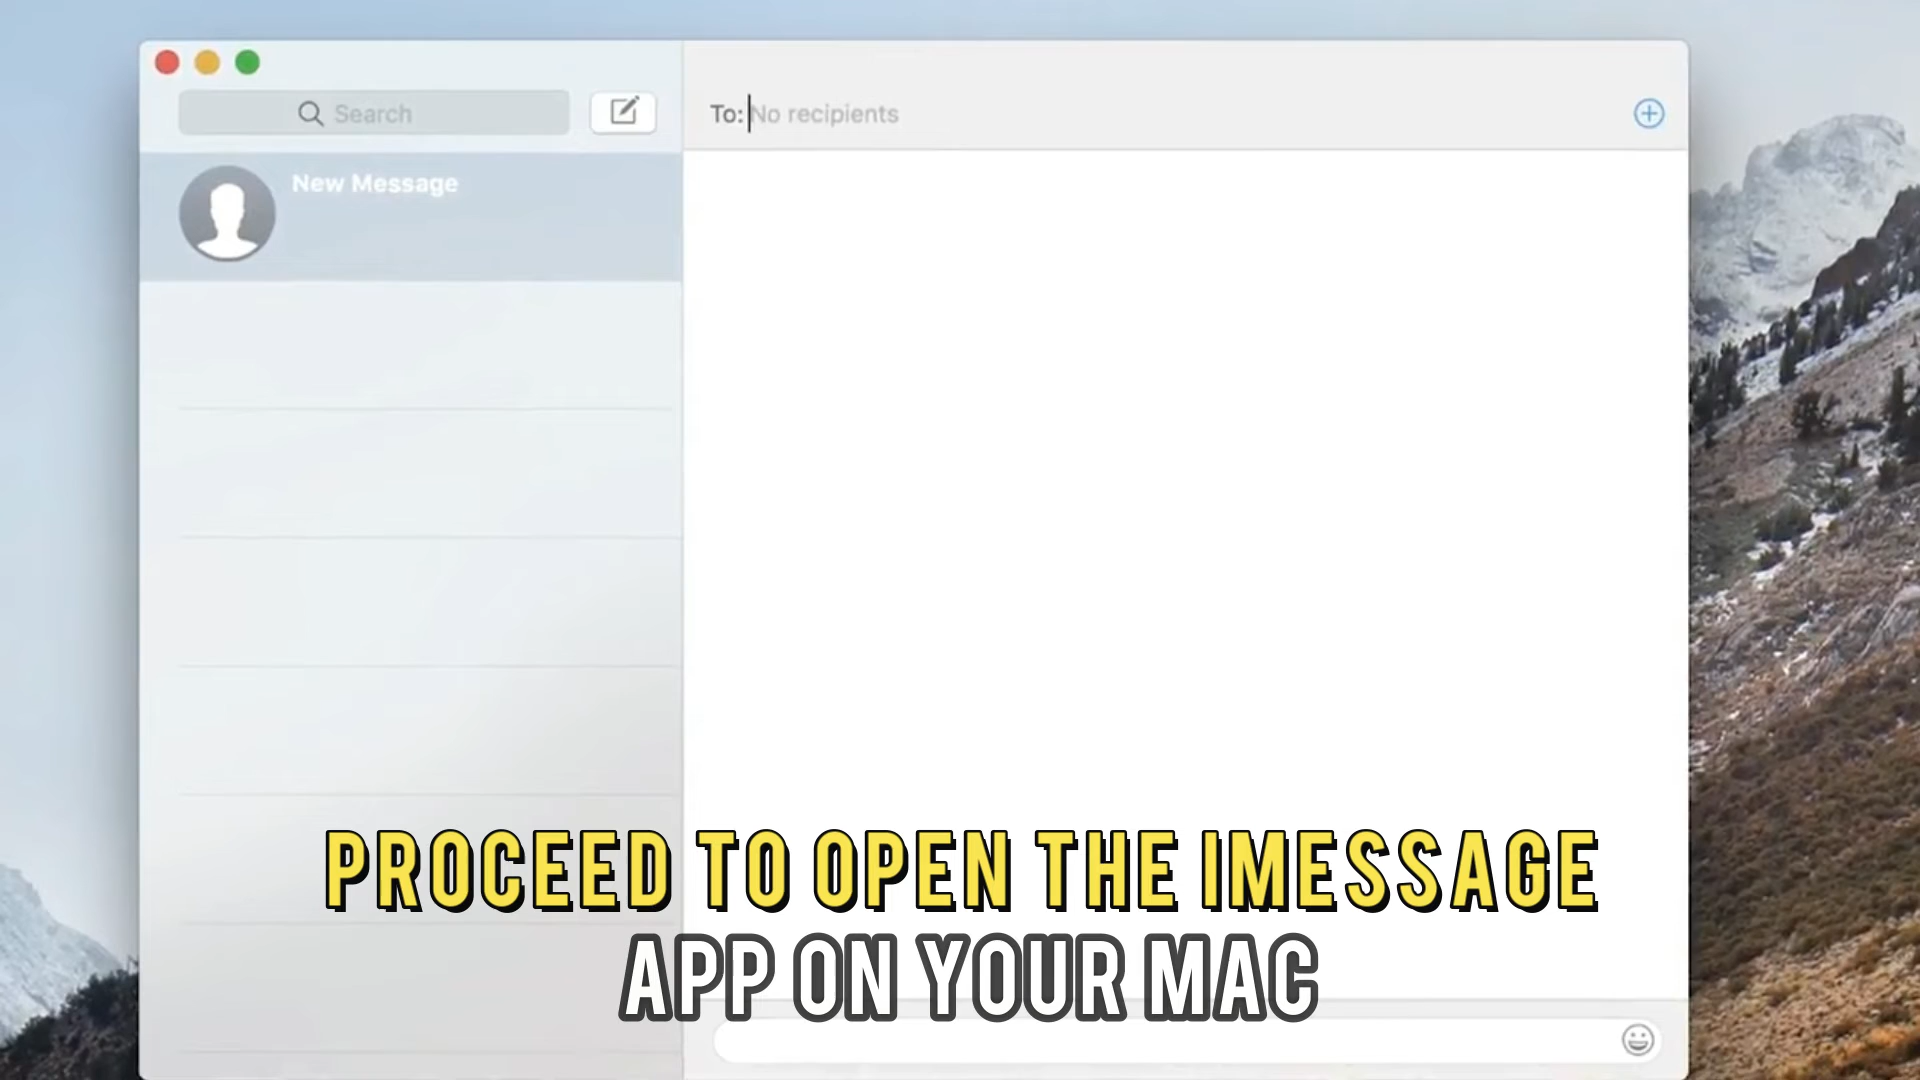 Search
To: No recipients
New Message
PROCEED TO OPEN THE IMESSAGE
APP ON YOUR MAC